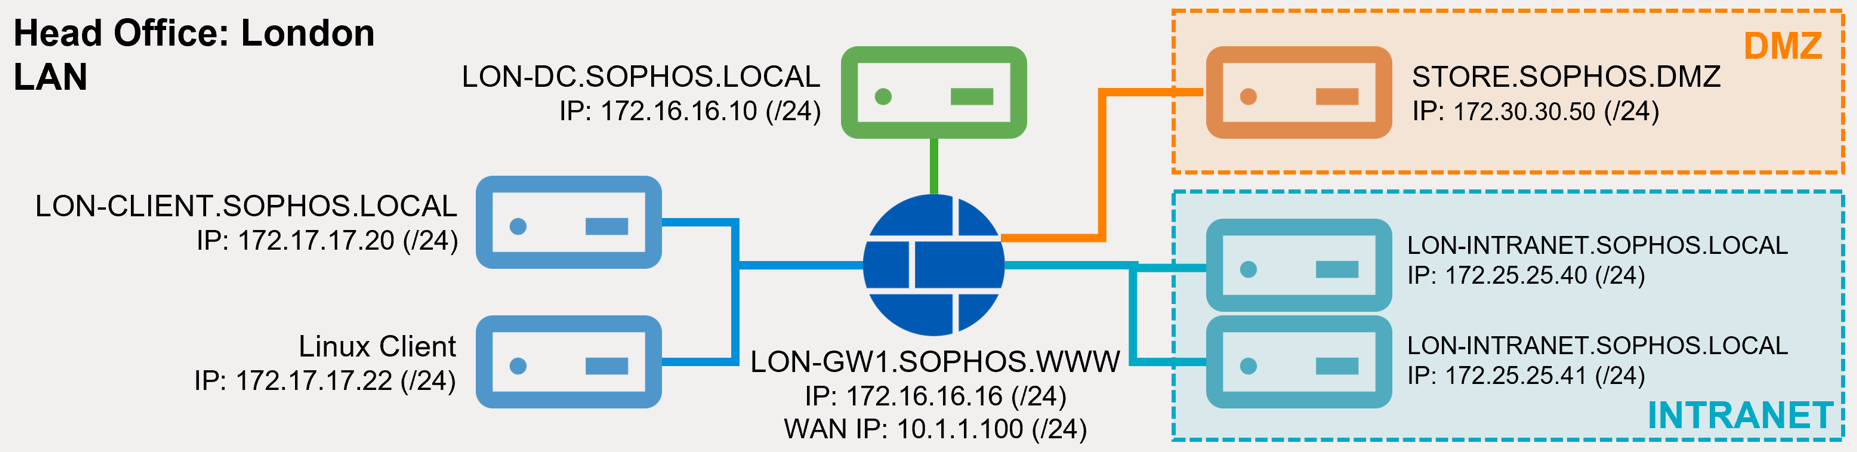 Head Office: London
LAN
LON-DC.SOPHOS.LOCAL
IP: 172.16.16.10 (/24)
DMZ
STORE.SOPHOS.DMZ
IP: 172.30.30.50 (/24)
LON-CLIENT.SOPHOS.LOCAL
IP: 172.17.17.20 (/24)
Linux Client
IP: 172.17.17.22 (/24)
LON-GW1.SOPHOS.WWW
IP: 172.16.16.16 (/24)
WAN IP: 10.1.1.100 (/24)
LON-INTRANET.SOPHOS.LOCAL
IP: 172.25.25.40 (/24)
LON-INTRANET.SOPHOS.LOCAL
IP: 172.25.25.41 (/24)
INTRANET